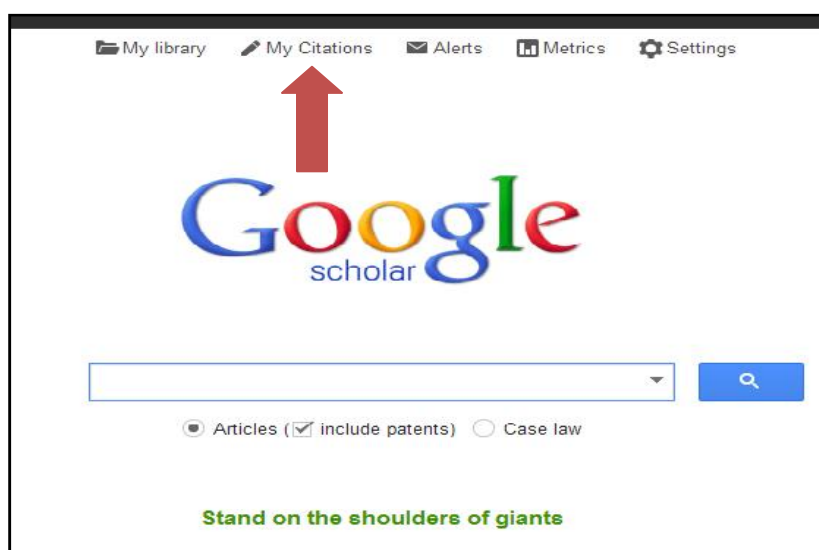 My library My Citations Alerts Metrics Settings
Google
scholar
Articles ( include patents) Case law
Stand on the shoulders of giants